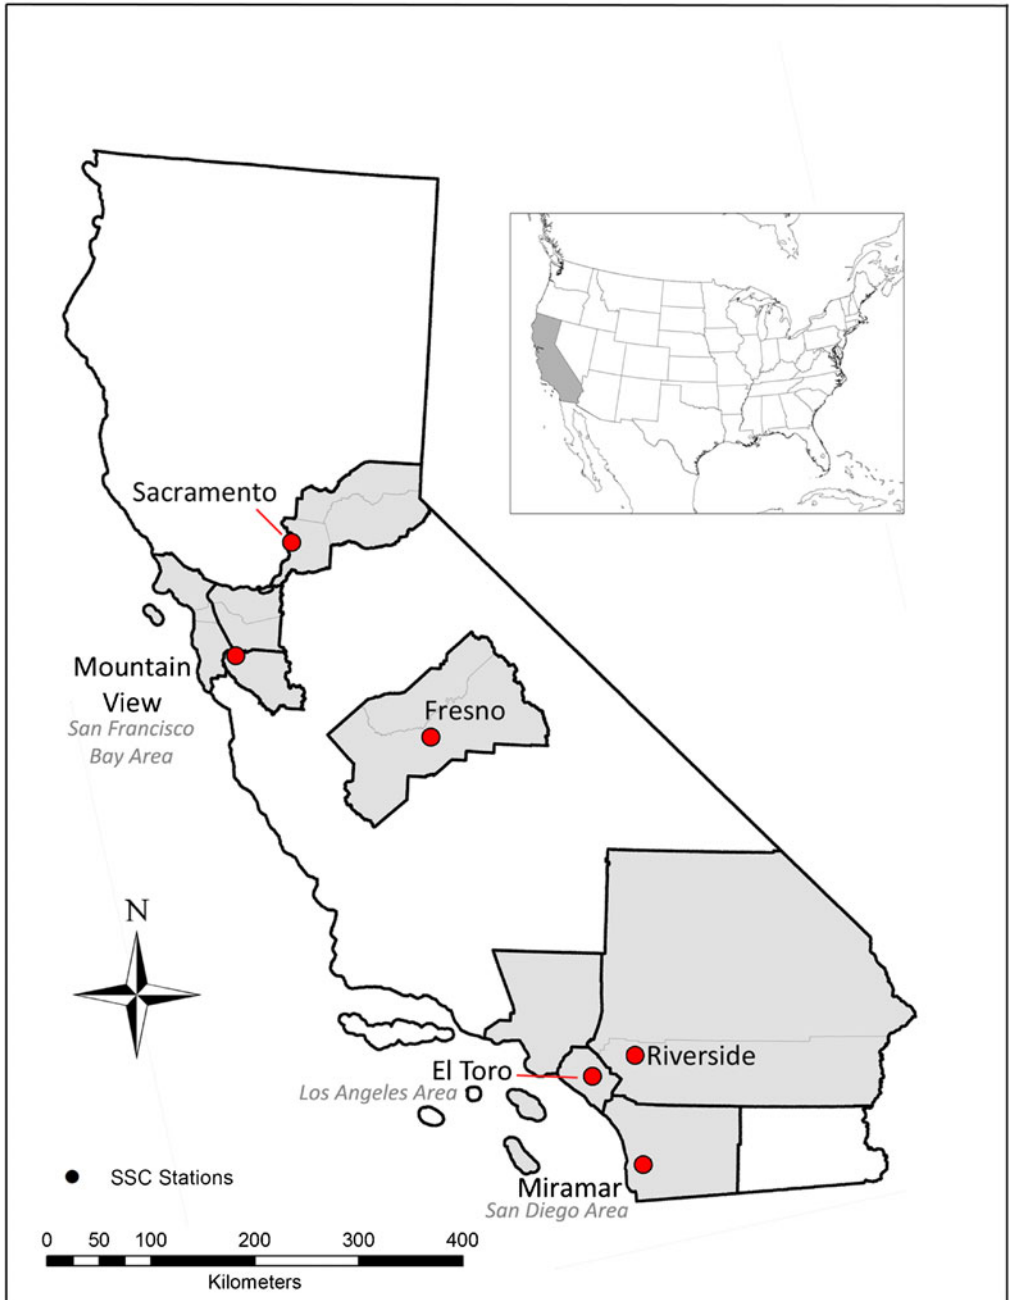 Sacramento
Mountain
View
San Francisco
Bay Area
Fresno
N
Riverside
El Toro
Los Angeles Area
SSC Stations
Miramar
San Diego Area
0 50 100 200 300 400
Kilometers